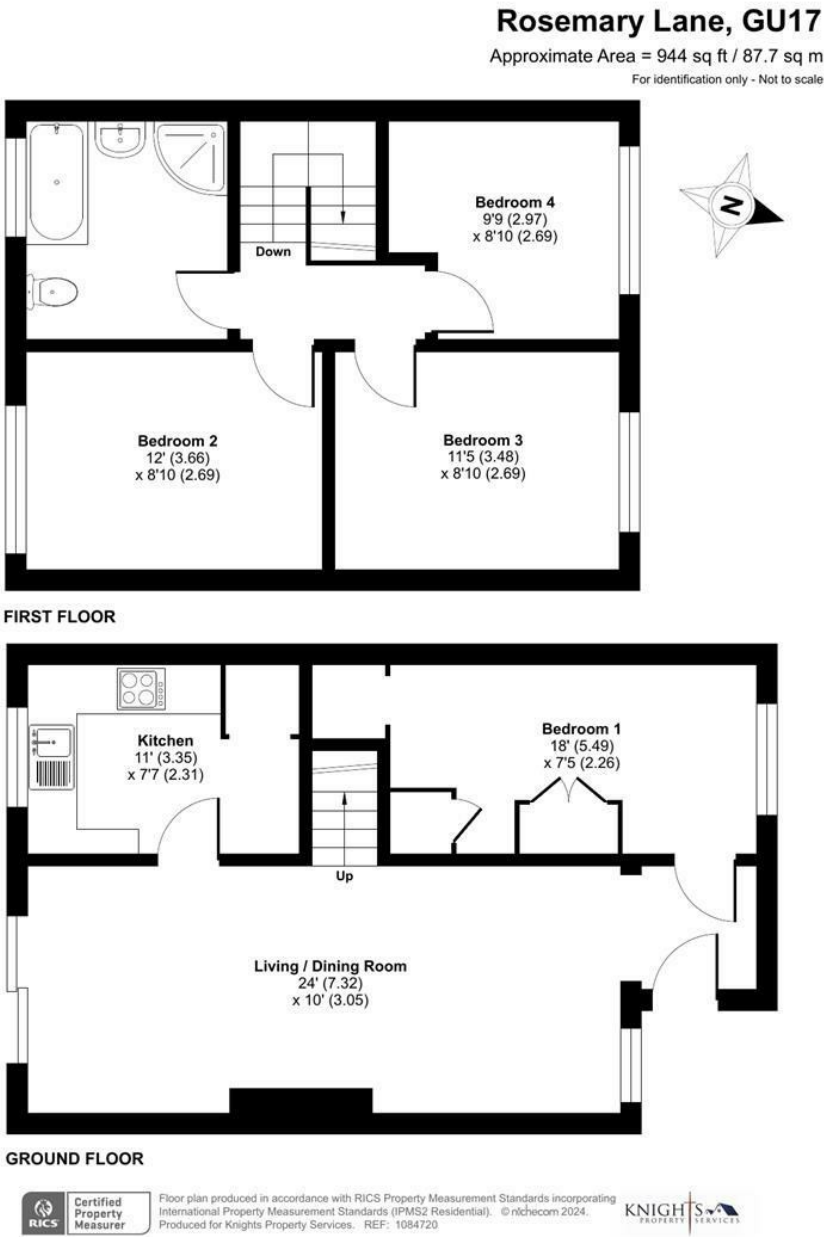 Rosemary Lane, GU17
Approximate Area = 944 sq ft / 87.7 sq m
For identification only - Not to scale
N
Bedroom 4
9'9 (2.97)
x 8'10 (2.69)
Down
Bedroom 2
12' (3.66)
x 8'10 (2.69)
Bedroom 3
11'5 (3.48)
x 8'10 (2.69)
FIRST FLOOR
Kitchen
11' (3.35)
x 7'7 (2.31)
Bedroom 1
18' (5.49)
x 7'5 (2.26)
Up
Living / Dining Room
24' (7.32)
x 10' (3.05)
GROUND FLOOR
RICS
Certified
Property
Measurer
Floor plan produced in accordance with RICS Property Measurement Standards incorporating
International Property Measurement Standards (IPMS2 Residential). © nichecom 2024.
Produced for Knights Property Services. REF: 1084720
KNIGHTS
PROPERTY SERVICES